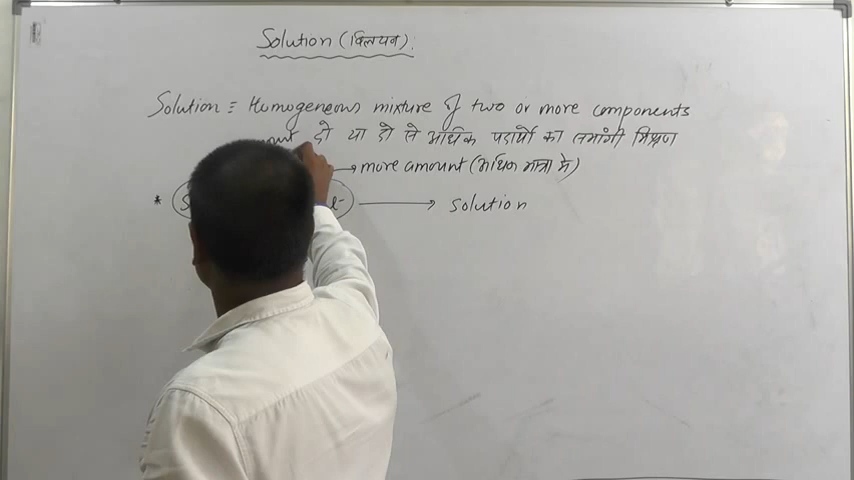 Solution (विलयन).
Solution ≡ Homogeneous mixture of two or more components
दो या दो से अधिक पदार्थो का समांगी मिश्रण
→ more amount (अधिक मात्रा मे)
* → solution